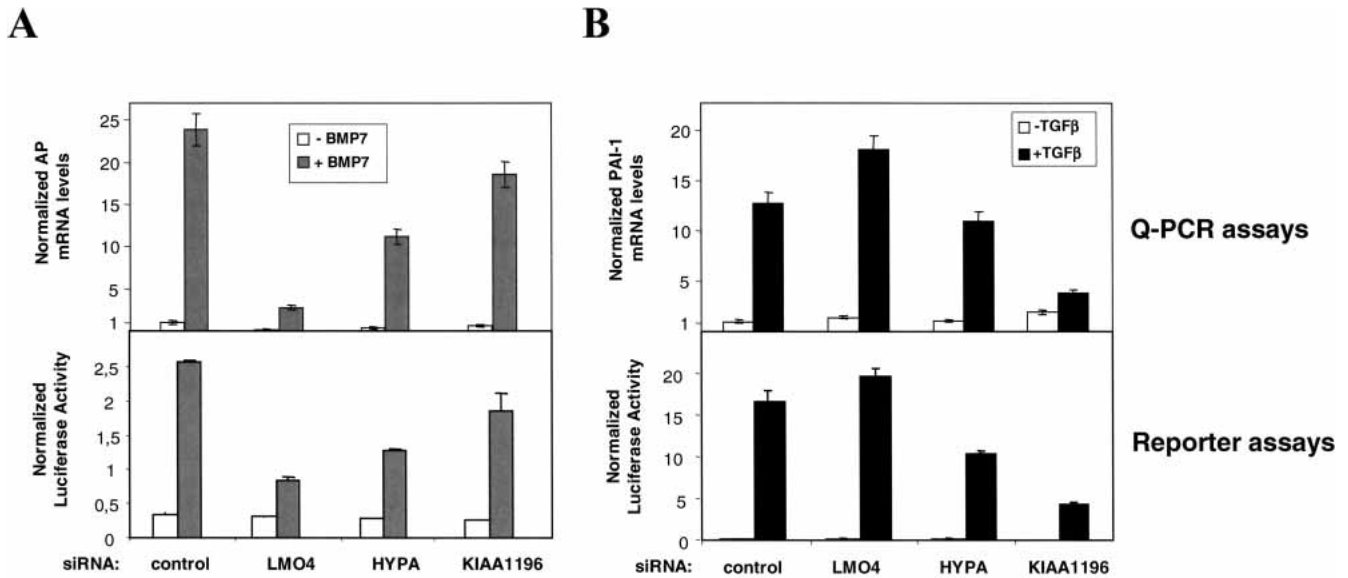 A
B
Normalized AP
mRNA levels
25
20
15
10
5
1
- BMP7
+ BMP7
Normalized
Luciferase Activity
2,5
2
1,5
1
0,5
0
siRNA: control LMO4 HYPA KIAA1196
Normalized PAI-1
mRNA levels
20
15
10
5
1
-TGFβ
+TGFβ
Q-PCR assays
Normalized
Luciferase Activity
20
15
10
5
0
Reporter assays
siRNA: control LMO4 HYPA KIAA1196